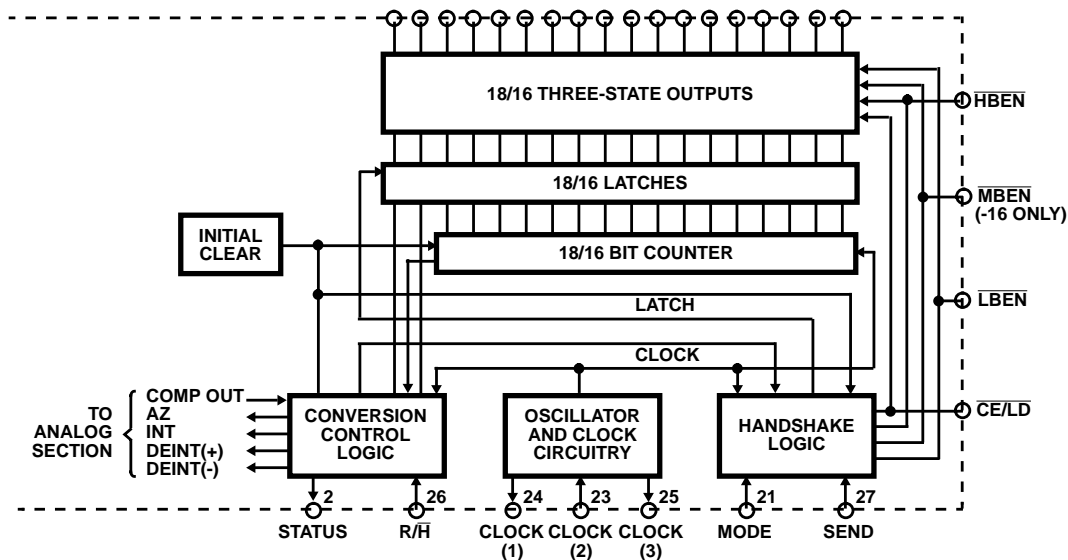 18/16 THREE-STATE OUTPUTS
HBEN
18/16 LATCHES
MBEN
(-16 ONLY)
INITIAL
CLEAR
18/16 BIT COUNTER
LATCH
LBEN
CLOCK
TO
ANALOG
SECTION
COMP OUT
AZ
INT
DEINT(+)
DEINT(-)
CONVERSION
CONTROL
LOGIC
OSCILLATOR
AND CLOCK
CIRCUITRY
HANDSHAKE
LOGIC
CE/LD
2
26
24
23
25
21
27
STATUS
R/H
CLOCK
(1)
CLOCK
(2)
CLOCK
(3)
MODE
SEND